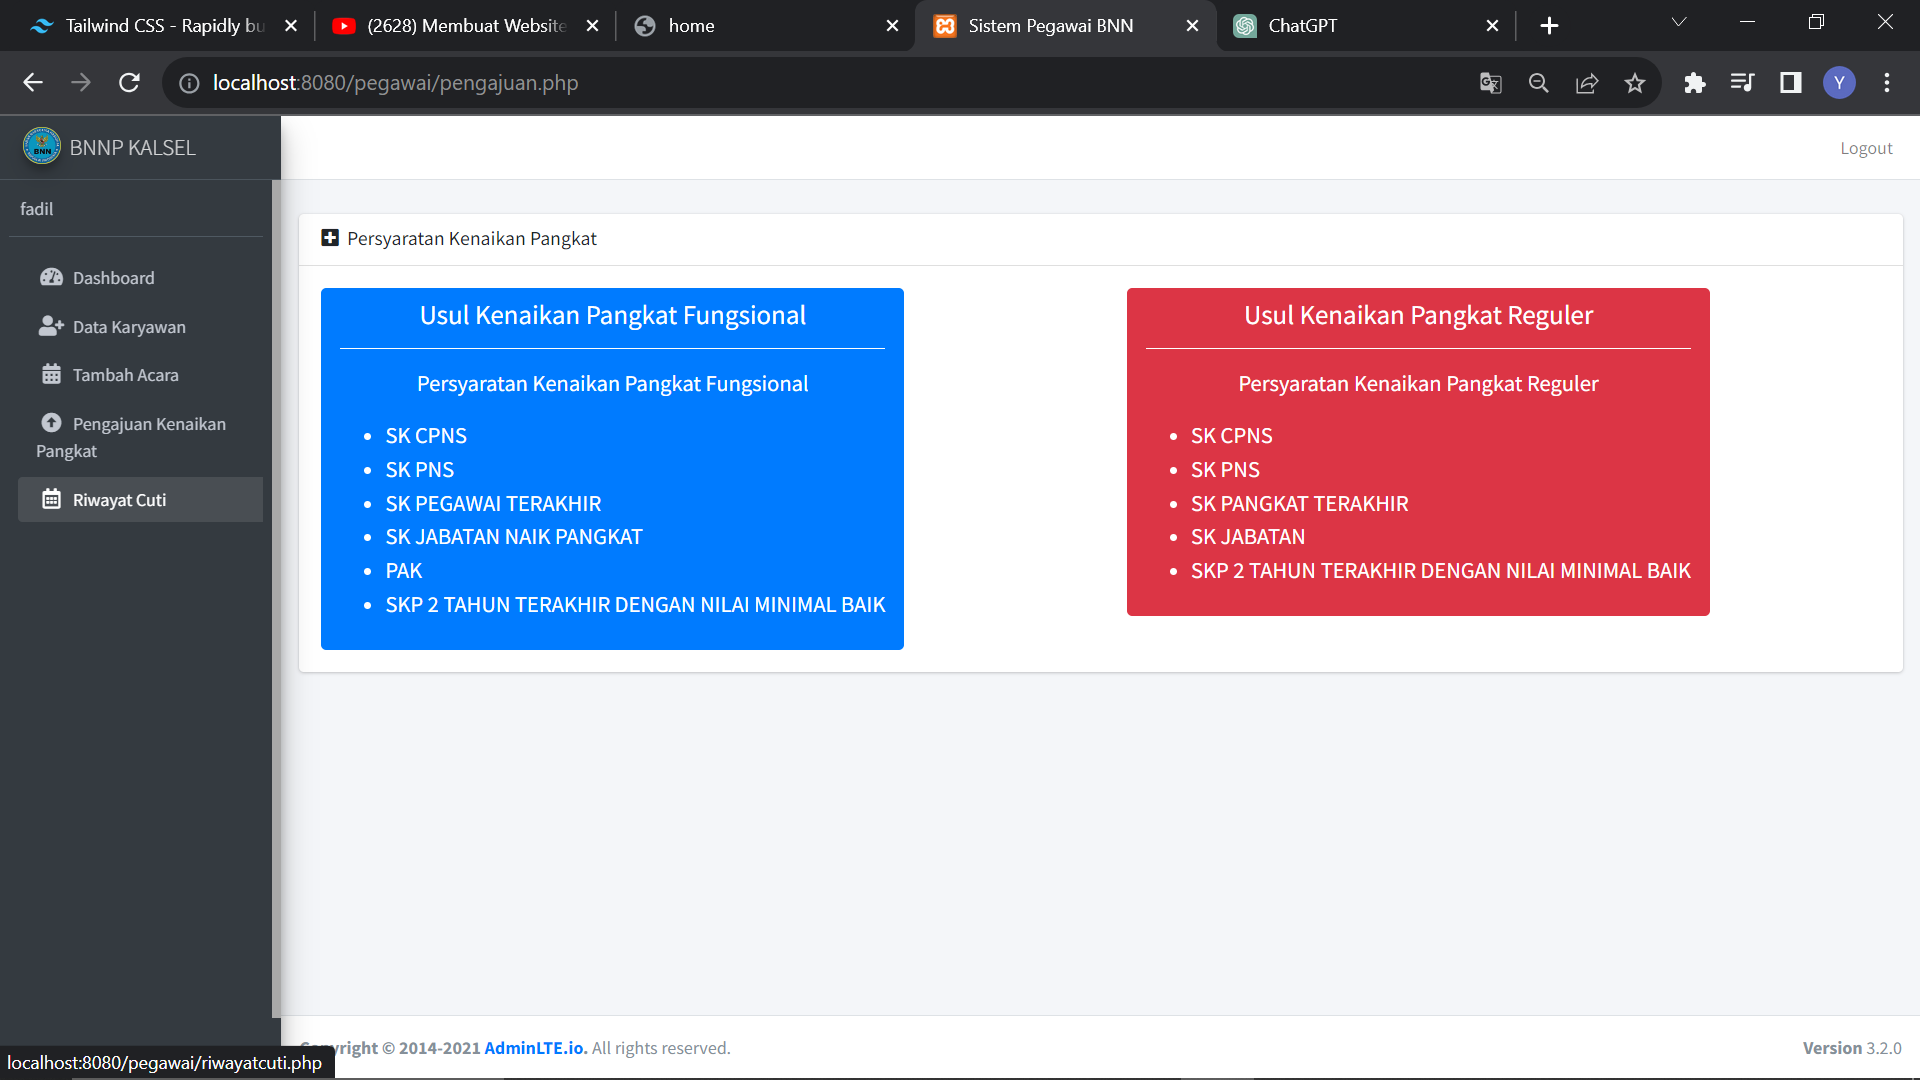 Tailwind CSS - Rapidly bu
(2628) Membuat Website
home
Sistem Pegawai BNN
ChatGPT
localhost:8080/pegawai/pengajuan.php
Y
BNN
BNNP KALSEL
Logout
fadil
Dashboard
Data Karyawan
Tambah Acara
Pengajuan Kenaikan
Pangkat
Riwayat Cuti
Persyaratan Kenaikan Pangkat
Usul Kenaikan Pangkat Fungsional
Persyaratan Kenaikan Pangkat Fungsional
SK CPNS
SK PNS
SK PEGAWAI TERAKHIR
SK JABATAN NAIK PANGKAT
PAK
SKP 2 TAHUN TERAKHIR DENGAN NILAI MINIMAL BAIK
Usul Kenaikan Pangkat Reguler
Persyaratan Kenaikan Pangkat Reguler
SK CPNS
SK PNS
SK PANGKAT TERAKHIR
SK JABATAN
SKP 2 TAHUN TERAKHIR DENGAN NILAI MINIMAL BAIK
Copyright © 2014-2021 AdminLTE.io. All rights reserved.
Version 3.2.0
localhost:8080/pegawai/riwayatcuti.php